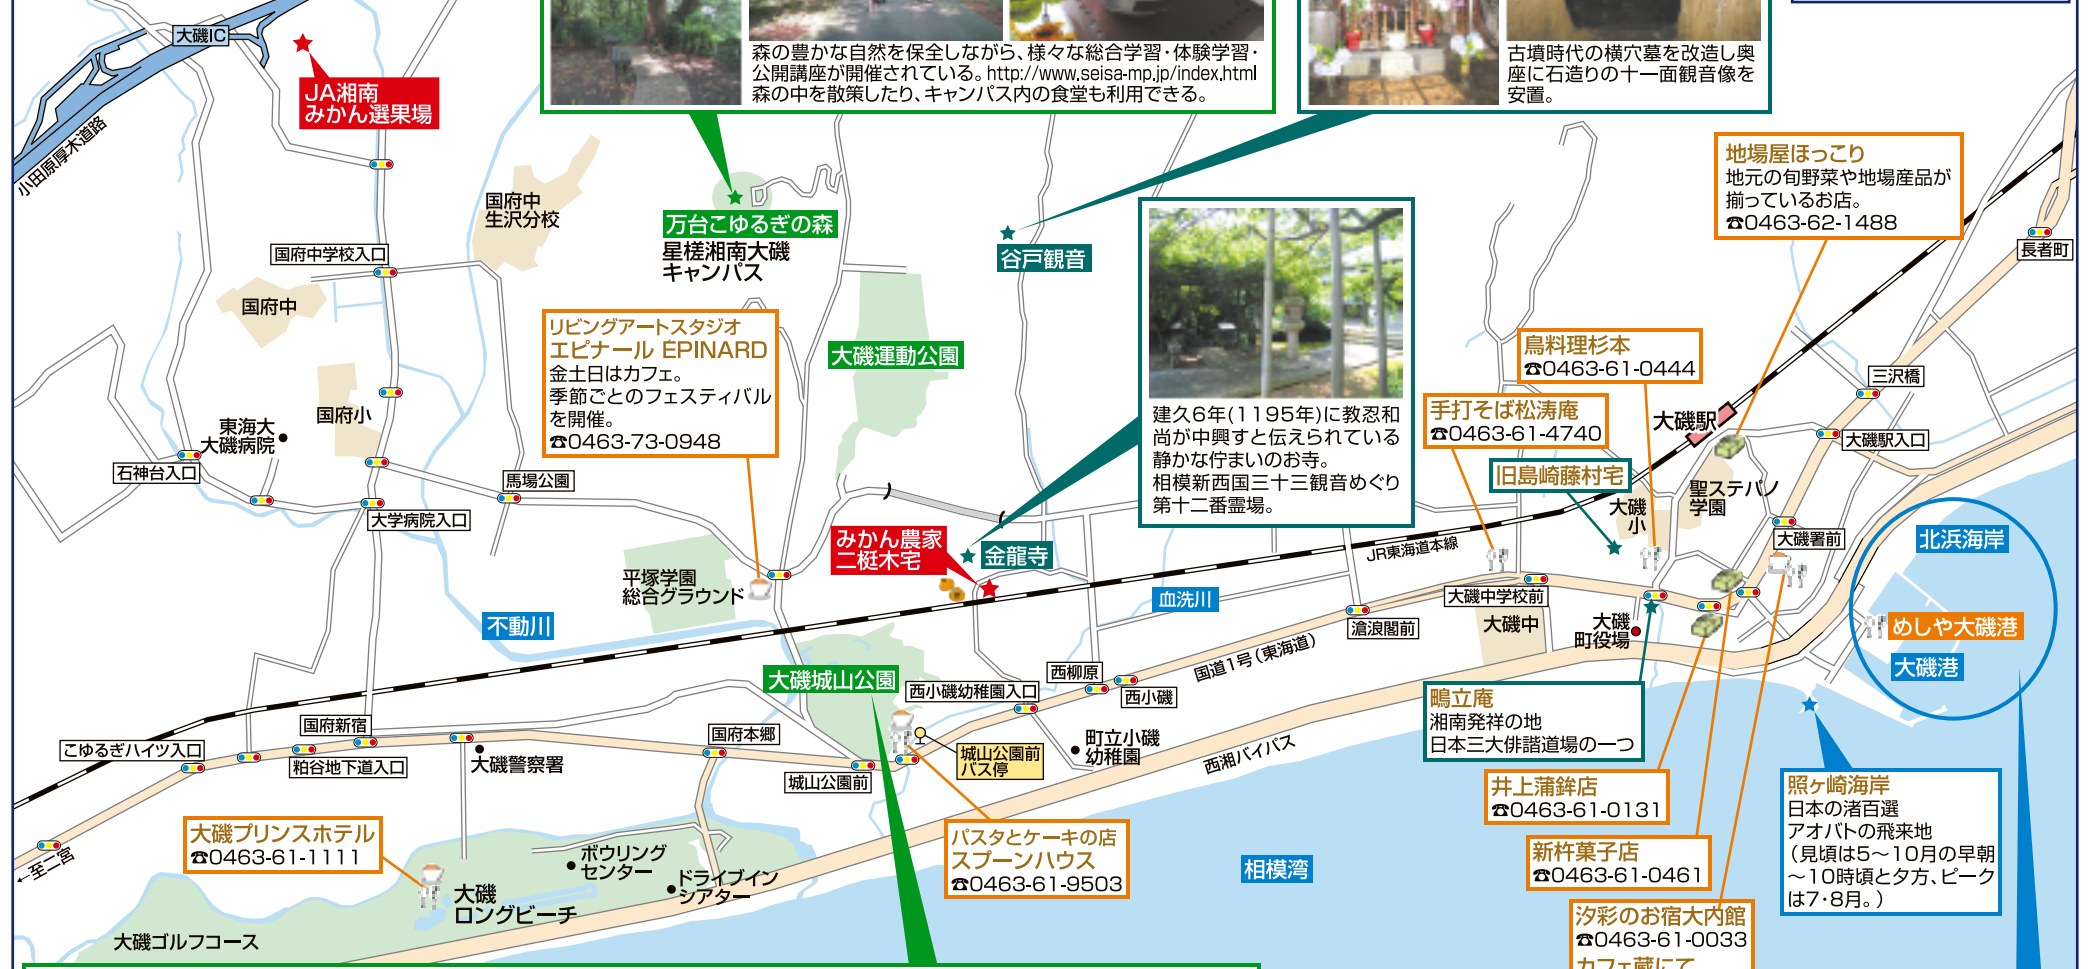 大磯IC
小田原厚木道路
JA湘南
みかん選果場
森の豊かな自然を保全しながら、様々な総合学習・体験学習・
公開講座が開催されている。http://www.seisa-mp.jp/index.html
森の中を散策したり、キャンパス内の食堂も利用できる。
古墳時代の横穴墓を改造し奥
座に石造りの十一面観音像を
安置。
国府中
生沢分校
万台こゆるぎの森
星槎湘南大磯
キャンパス
谷戸観音
地場屋ほっこり
地元の旬野菜や地場産品が
揃っているお店。
☎0463-62-1488
長者町
国府中学校入口
国府中
リビングアートスタジオ
エピナール ÉPINARD
金土日はカフェ。
季節ごとのフェスティバル
を開催。
☎0463-73-0948
大磯運動公園
建久6年(1195年)に教忍和
尚が中興すと伝えられている
静かな佇まいのお寺。
相模新西国三十三観音めぐり
第十二番霊場。
鳥料理杉本
☎0463-61-0444
手打そば松涛庵
☎0463-61-4740
旧島崎藤村宅
大磯駅
三沢橋
大磯駅入口
国府小
東海大
大磯病院
石神台入口
大学病院入口
馬場公園
聖ステパノ
学園
大磯
小
大磯署前
北浜海岸
みかん農家
二梃木宅
金龍寺
JR東海道本線
平塚学園
総合グラウンド
不動川
血洗川
大磯中学校前
滄浪閣前
大磯中
大磯
町役場
めしや大磯港
大磯港
大磯城山公園
西小磯幼稚園入口
西柳原
西小磯
国道1号(東海道)
鴫立庵
湘南発祥の地
日本三大俳諧道場の一つ
国府新宿
こゆるぎハイツ入口
粕谷地下道入口
大磯警察署
国府本郷
城山公園前
城山公園前
バス停
町立小磯
幼稚園
西湘バイパス
井上蒲鉾店
☎0463-61-0131
照ヶ崎海岸
日本の渚百選
アオバトの飛来地
(見頃は5〜10月の早朝
〜10時頃と夕方、ピーク
は7・8月。)
大磯プリンスホテル
☎0463-61-1111
←至二宮
ボウリング
センター
ドライブイン
シアター
パスタとケーキの店
スプーンハウス
☎0463-61-9503
相模湾
新杵菓子店
☎0463-61-0461
大磯
ロングビーチ
大磯ゴルフコース
汐彩のお宿大内館
☎0463-61-0033
カフェ蔵にて